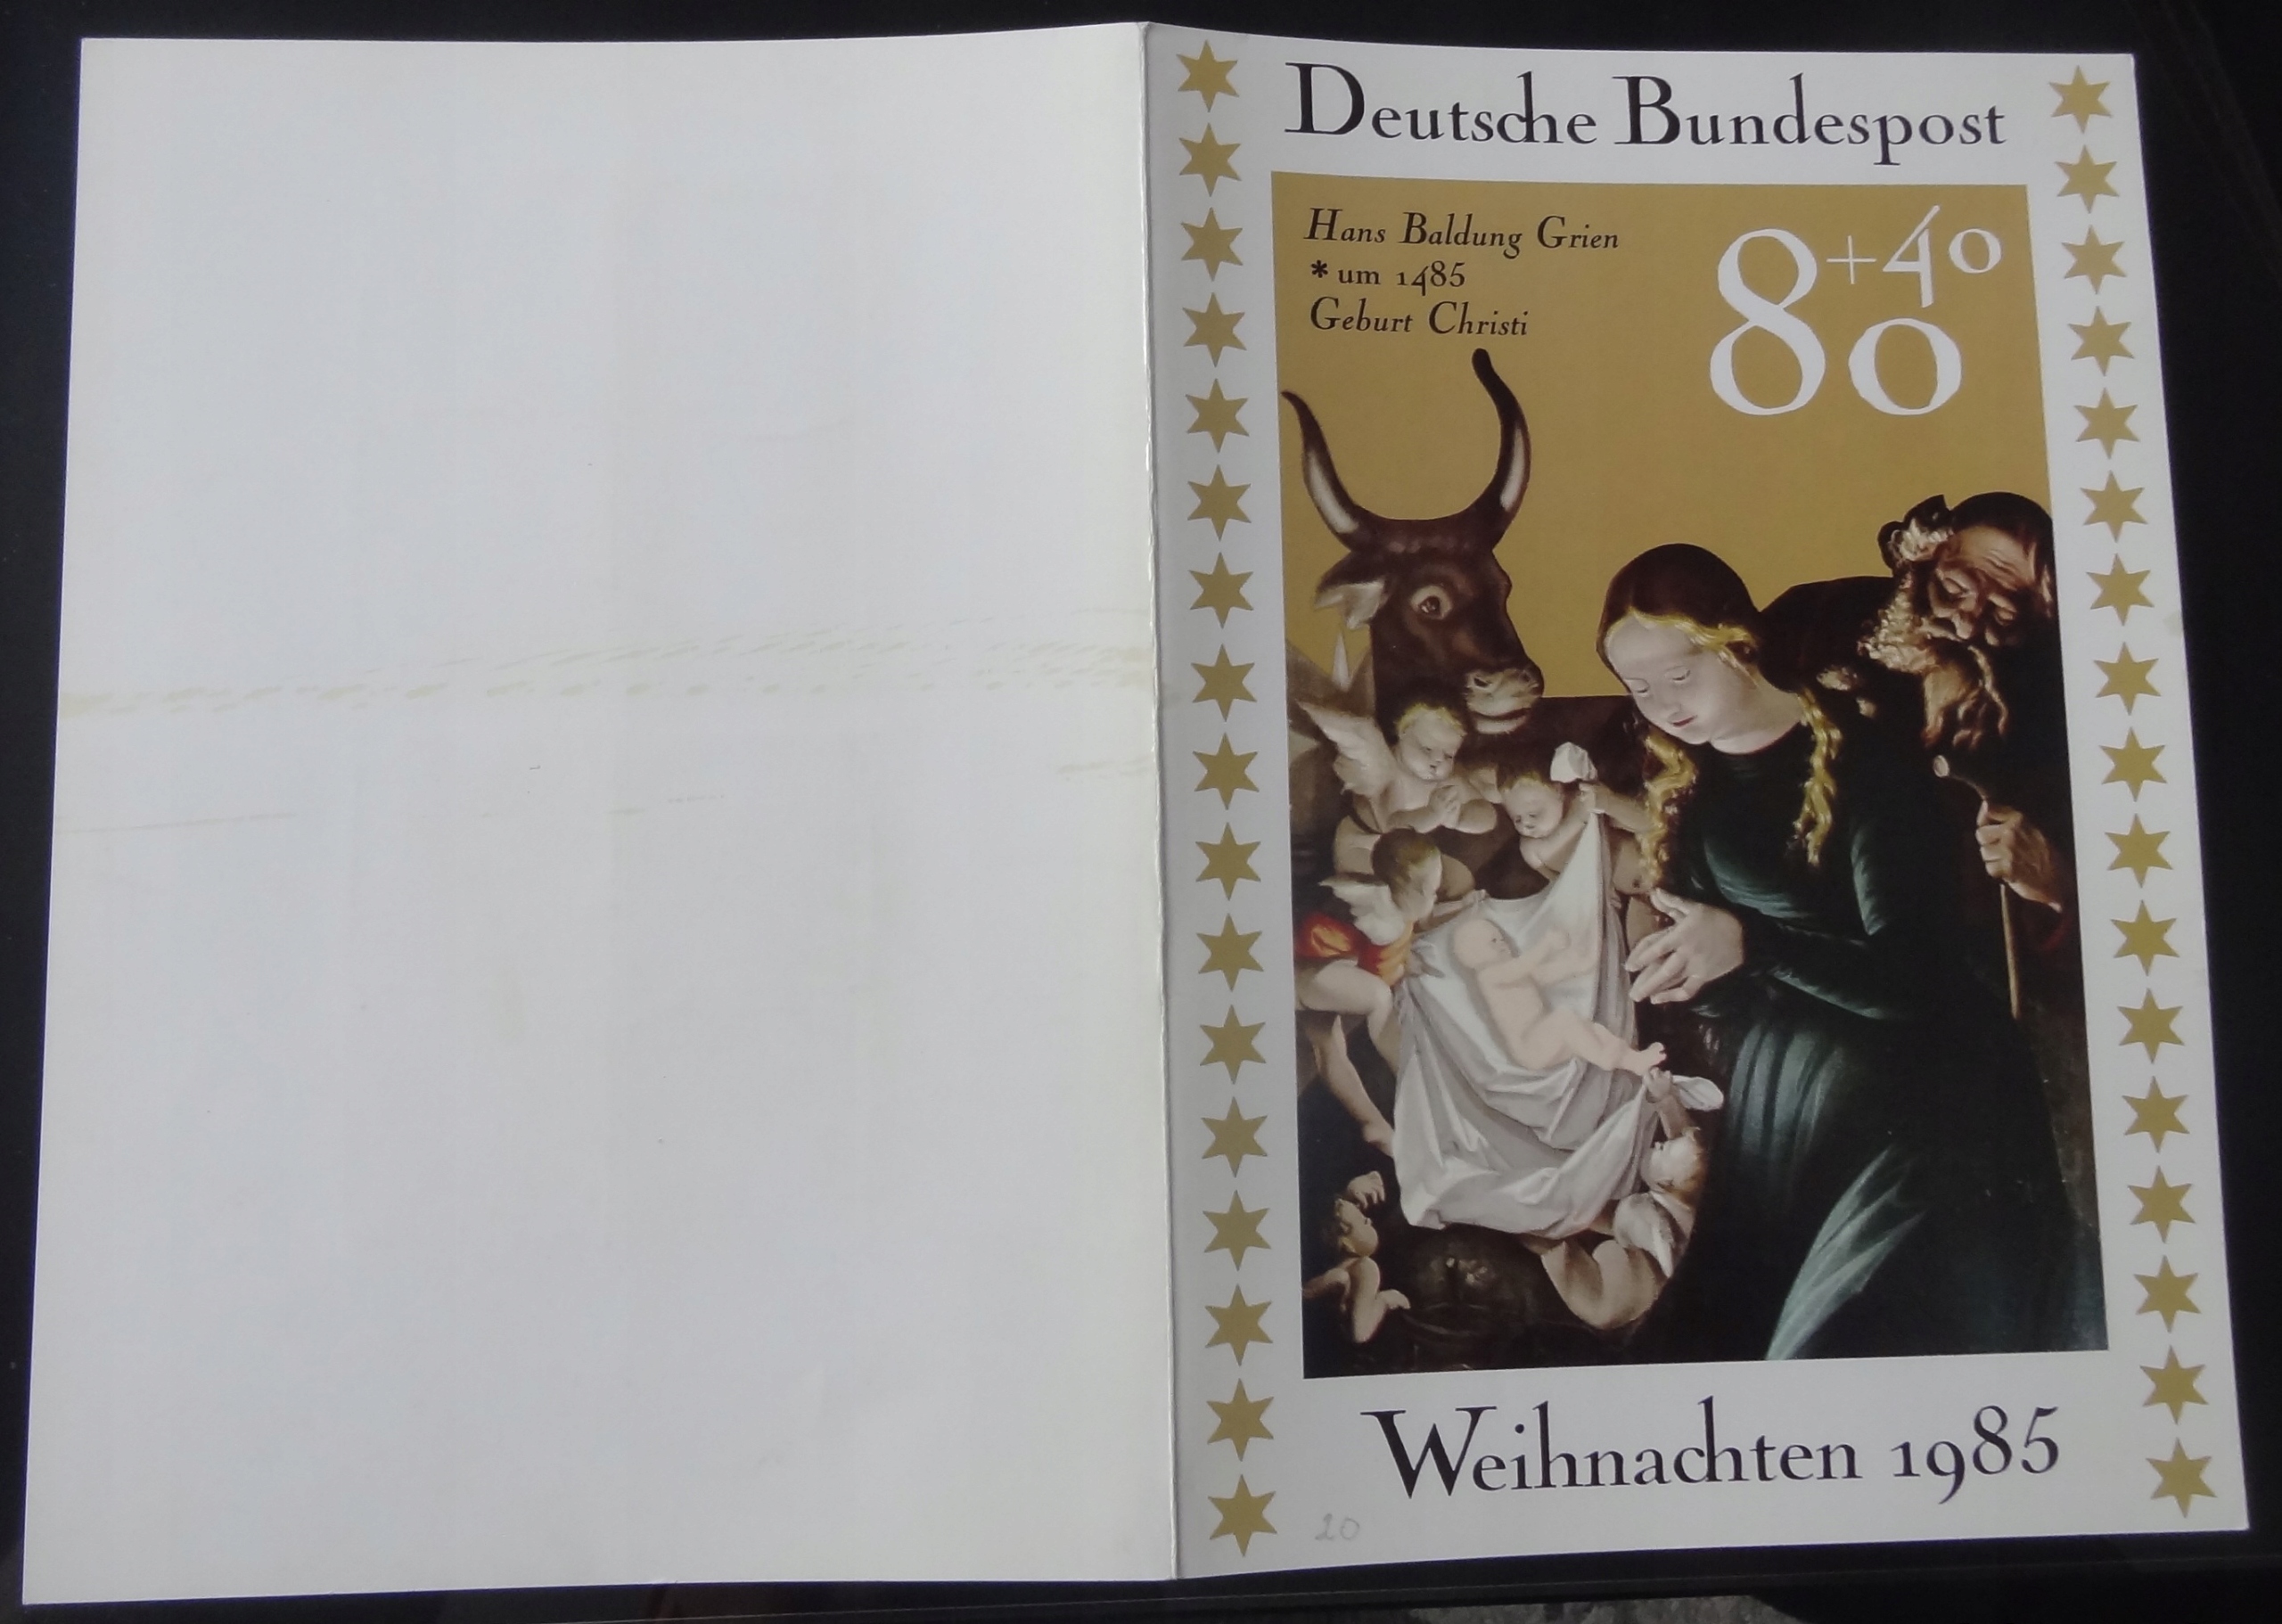 Deutsche Bundespost
Hans Baldung Grien
* um 1485
Geburt Christi
80+40
Weihnachten 1985
20